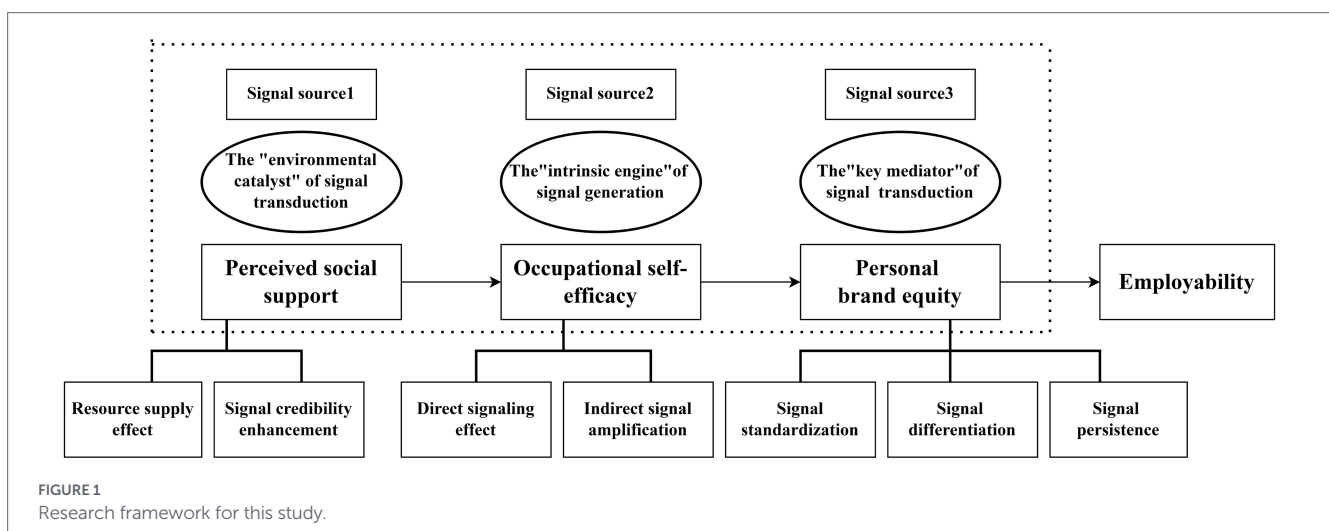 Signal source1
Signal source2
Signal source3
The "environmental
catalyst" of signal
transduction
The"intrinsic engine"of
signal generation
The"key mediator"of
signal transduction
Perceived social
support
Occupational self-
efficacy
Personal
brand equity
Employability
Resource supply
effect
Signal credibility
enhancement
Direct signaling
effect
Indirect signal
amplification
Signal
standardization
Signal
differentiation
Signal
persistence
FIGURE 1
Research framework for this study.